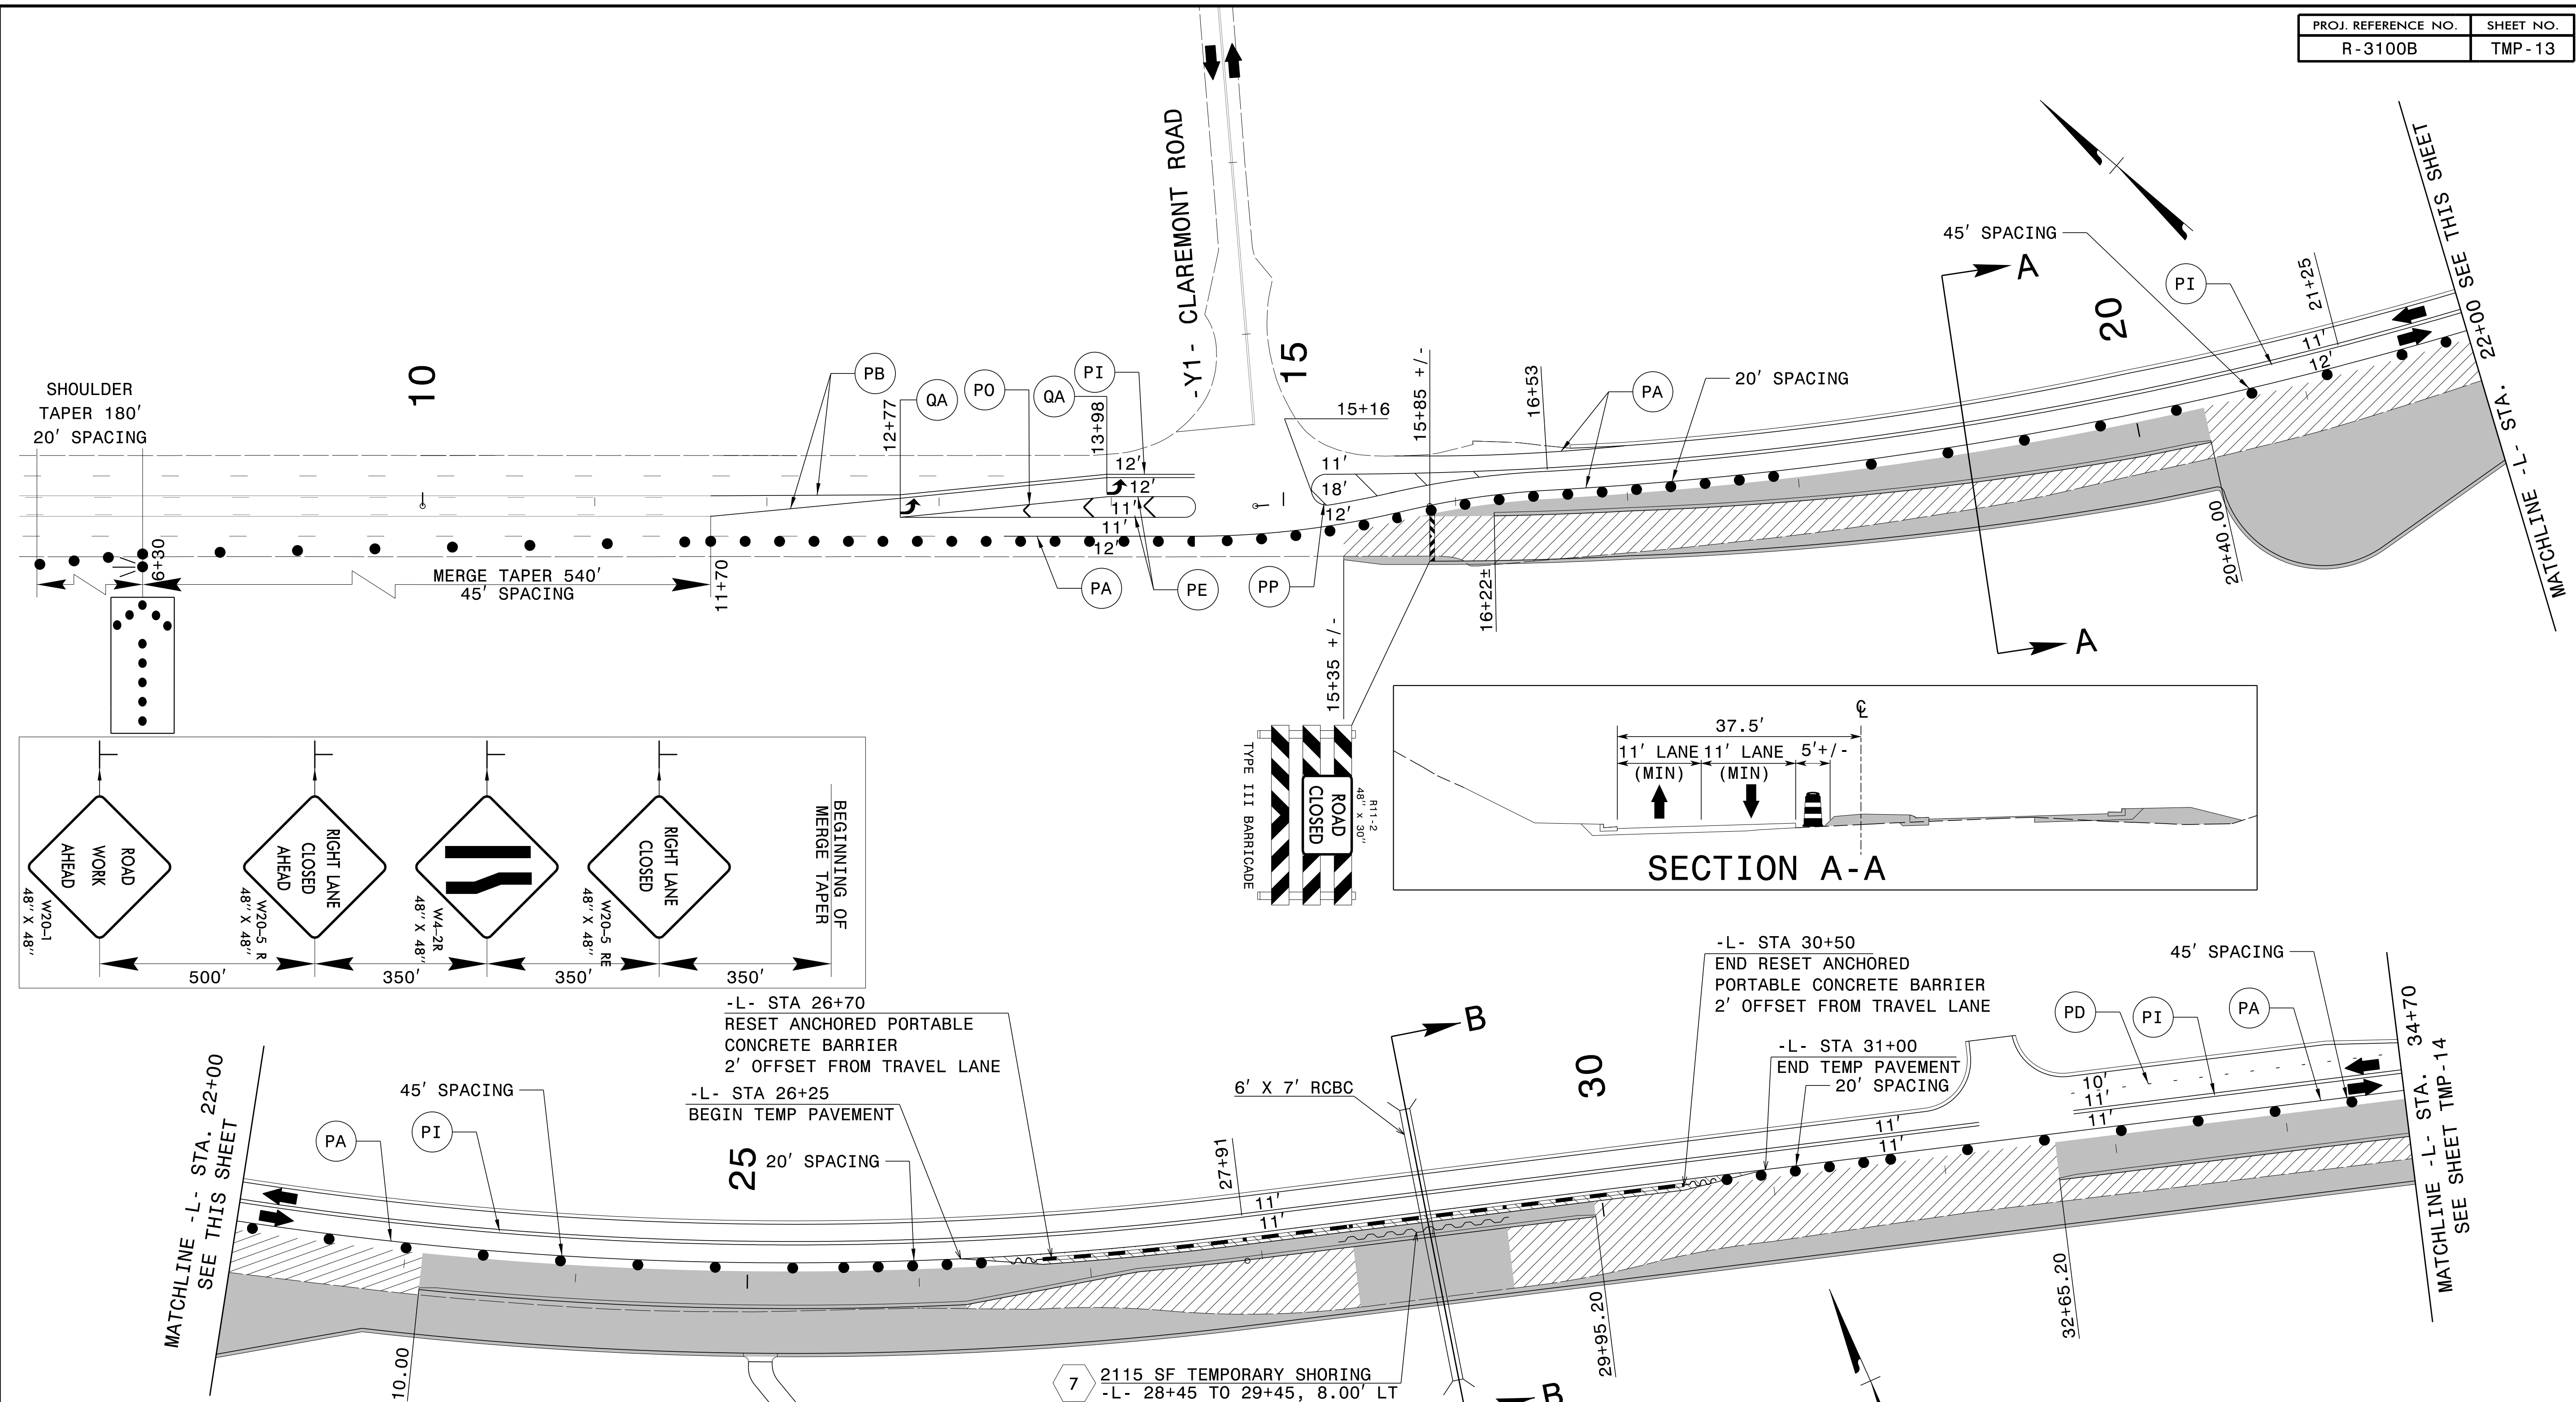 PROJ. REFERENCE NO.
SHEET NO.
R-3100B
TMP-13
-Y1- CLAREMONT ROAD
SHOULDER
TAPER 180'
20' SPACING
10
PB
QA
PO
QA
PI
12+77
13+98
15
15+16
15+85 +/-
16+53
PA
20' SPACING
45' SPACING
A
20
PI
21+25
MATCHLINE -L- STA. 22+00 SEE THIS SHEET
11'
12'
12'
12'
11'
11'
12'
11'
18'
12'
6+30
MERGE TAPER 540'
45' SPACING
11+70
PA
PE
PP
15+35 +/-
16+22±
20+40.00
A
ROAD
WORK
AHEAD
W20-1
48" X 48"
RIGHT LANE
CLOSED
AHEAD
W20-5 R
48" X 48"
W4-2R
48" X 48"
RIGHT LANE
CLOSED
W20-5 RE
48" X 48"
BEGINNING OF
MERGE TAPER
500'
350'
350'
350'
TYPE III BARRICADE
ROAD
CLOSED
R11-2
48" X 30"
37.5'
CL
11' LANE
(MIN)
11' LANE
(MIN)
5'+/-
SECTION A-A
MATCHLINE -L- STA. 22+00
SEE THIS SHEET
PA
PI
45' SPACING
-L- STA 26+70
RESET ANCHORED PORTABLE
CONCRETE BARRIER
2' OFFSET FROM TRAVEL LANE
-L- STA 26+25
BEGIN TEMP PAVEMENT
25
20' SPACING
27+91
11'
11'
6' X 7' RCBC
B
30
-L- STA 30+50
END RESET ANCHORED
PORTABLE CONCRETE BARRIER
2' OFFSET FROM TRAVEL LANE
-L- STA 31+00
END TEMP PAVEMENT
20' SPACING
11'
11'
45' SPACING
PD
PI
PA
10'
11'
11'
MATCHLINE -L- STA. 34+70
SEE SHEET TMP-14
10.00
7
2115 SF TEMPORARY SHORING
-L- 28+45 TO 29+45, 8.00' LT
B
29+95.20
32+65.20